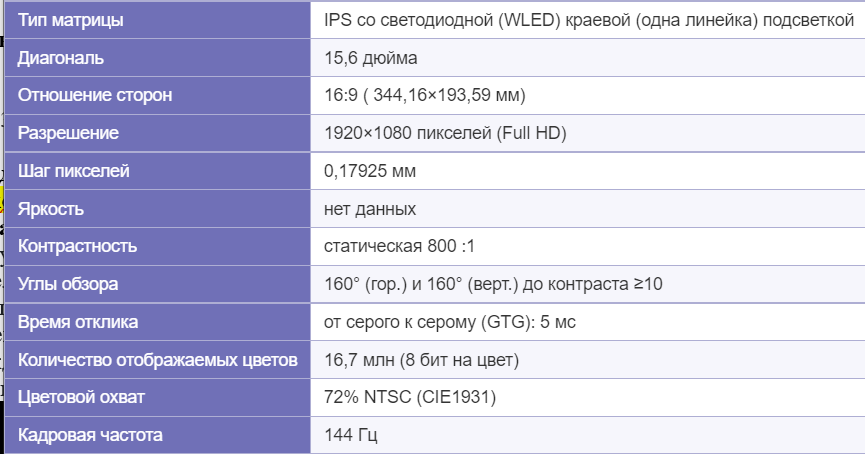 Тип матрицы IPS со светодиодной (WLED) краевой (одна линейка) подсветкой
Диагональ 15,6 дюйма
Отношение сторон 16:9 ( 344,16×193,59 мм)
Разрешение 1920×1080 пикселей (Full HD)
Шаг пикселей 0,17925 мм
Яркость нет данных
Контрастность статическая 800 :1
Углы обзора 160° (гор.) и 160° (верт.) до контраста ≥10
Время отклика от серого к серому (GTG): 5 мс
Количество отображаемых цветов 16,7 млн (8 бит на цвет)
Цветовой охват 72% NTSC (CIE1931)
Кадровая частота 144 Гц